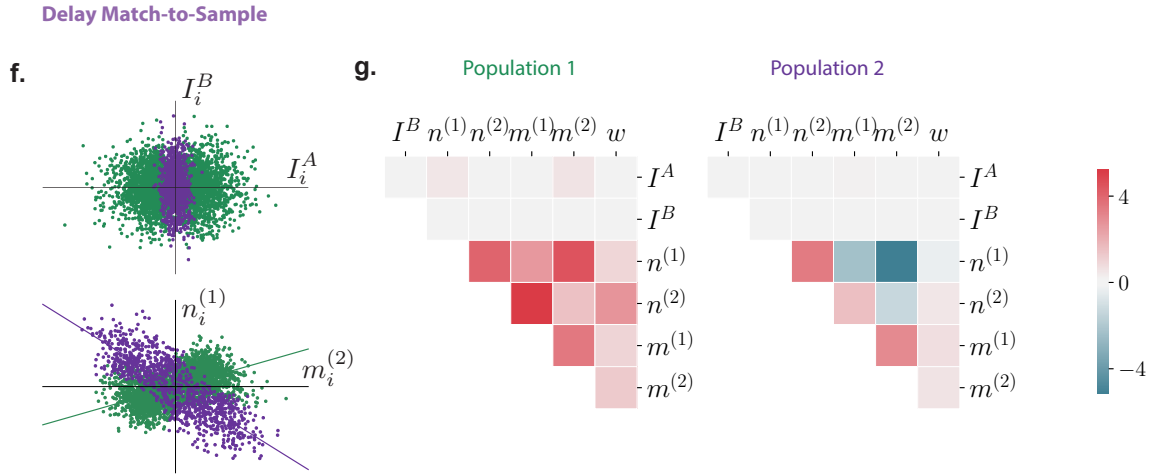 Delay Match-to-Sample
f.
I_i^B
I_i^A
n_i^{(1)}
m_i^{(2)}
g.
Population 1
I^B n^{(1)} n^{(2)} m^{(1)} m^{(2)} w
I^A
I^B
n^{(1)}
n^{(2)}
m^{(1)}
m^{(2)}
Population 2
I^B n^{(1)} n^{(2)} m^{(1)} m^{(2)} w
I^A
I^B
n^{(1)}
n^{(2)}
m^{(1)}
m^{(2)}
4
0
−4